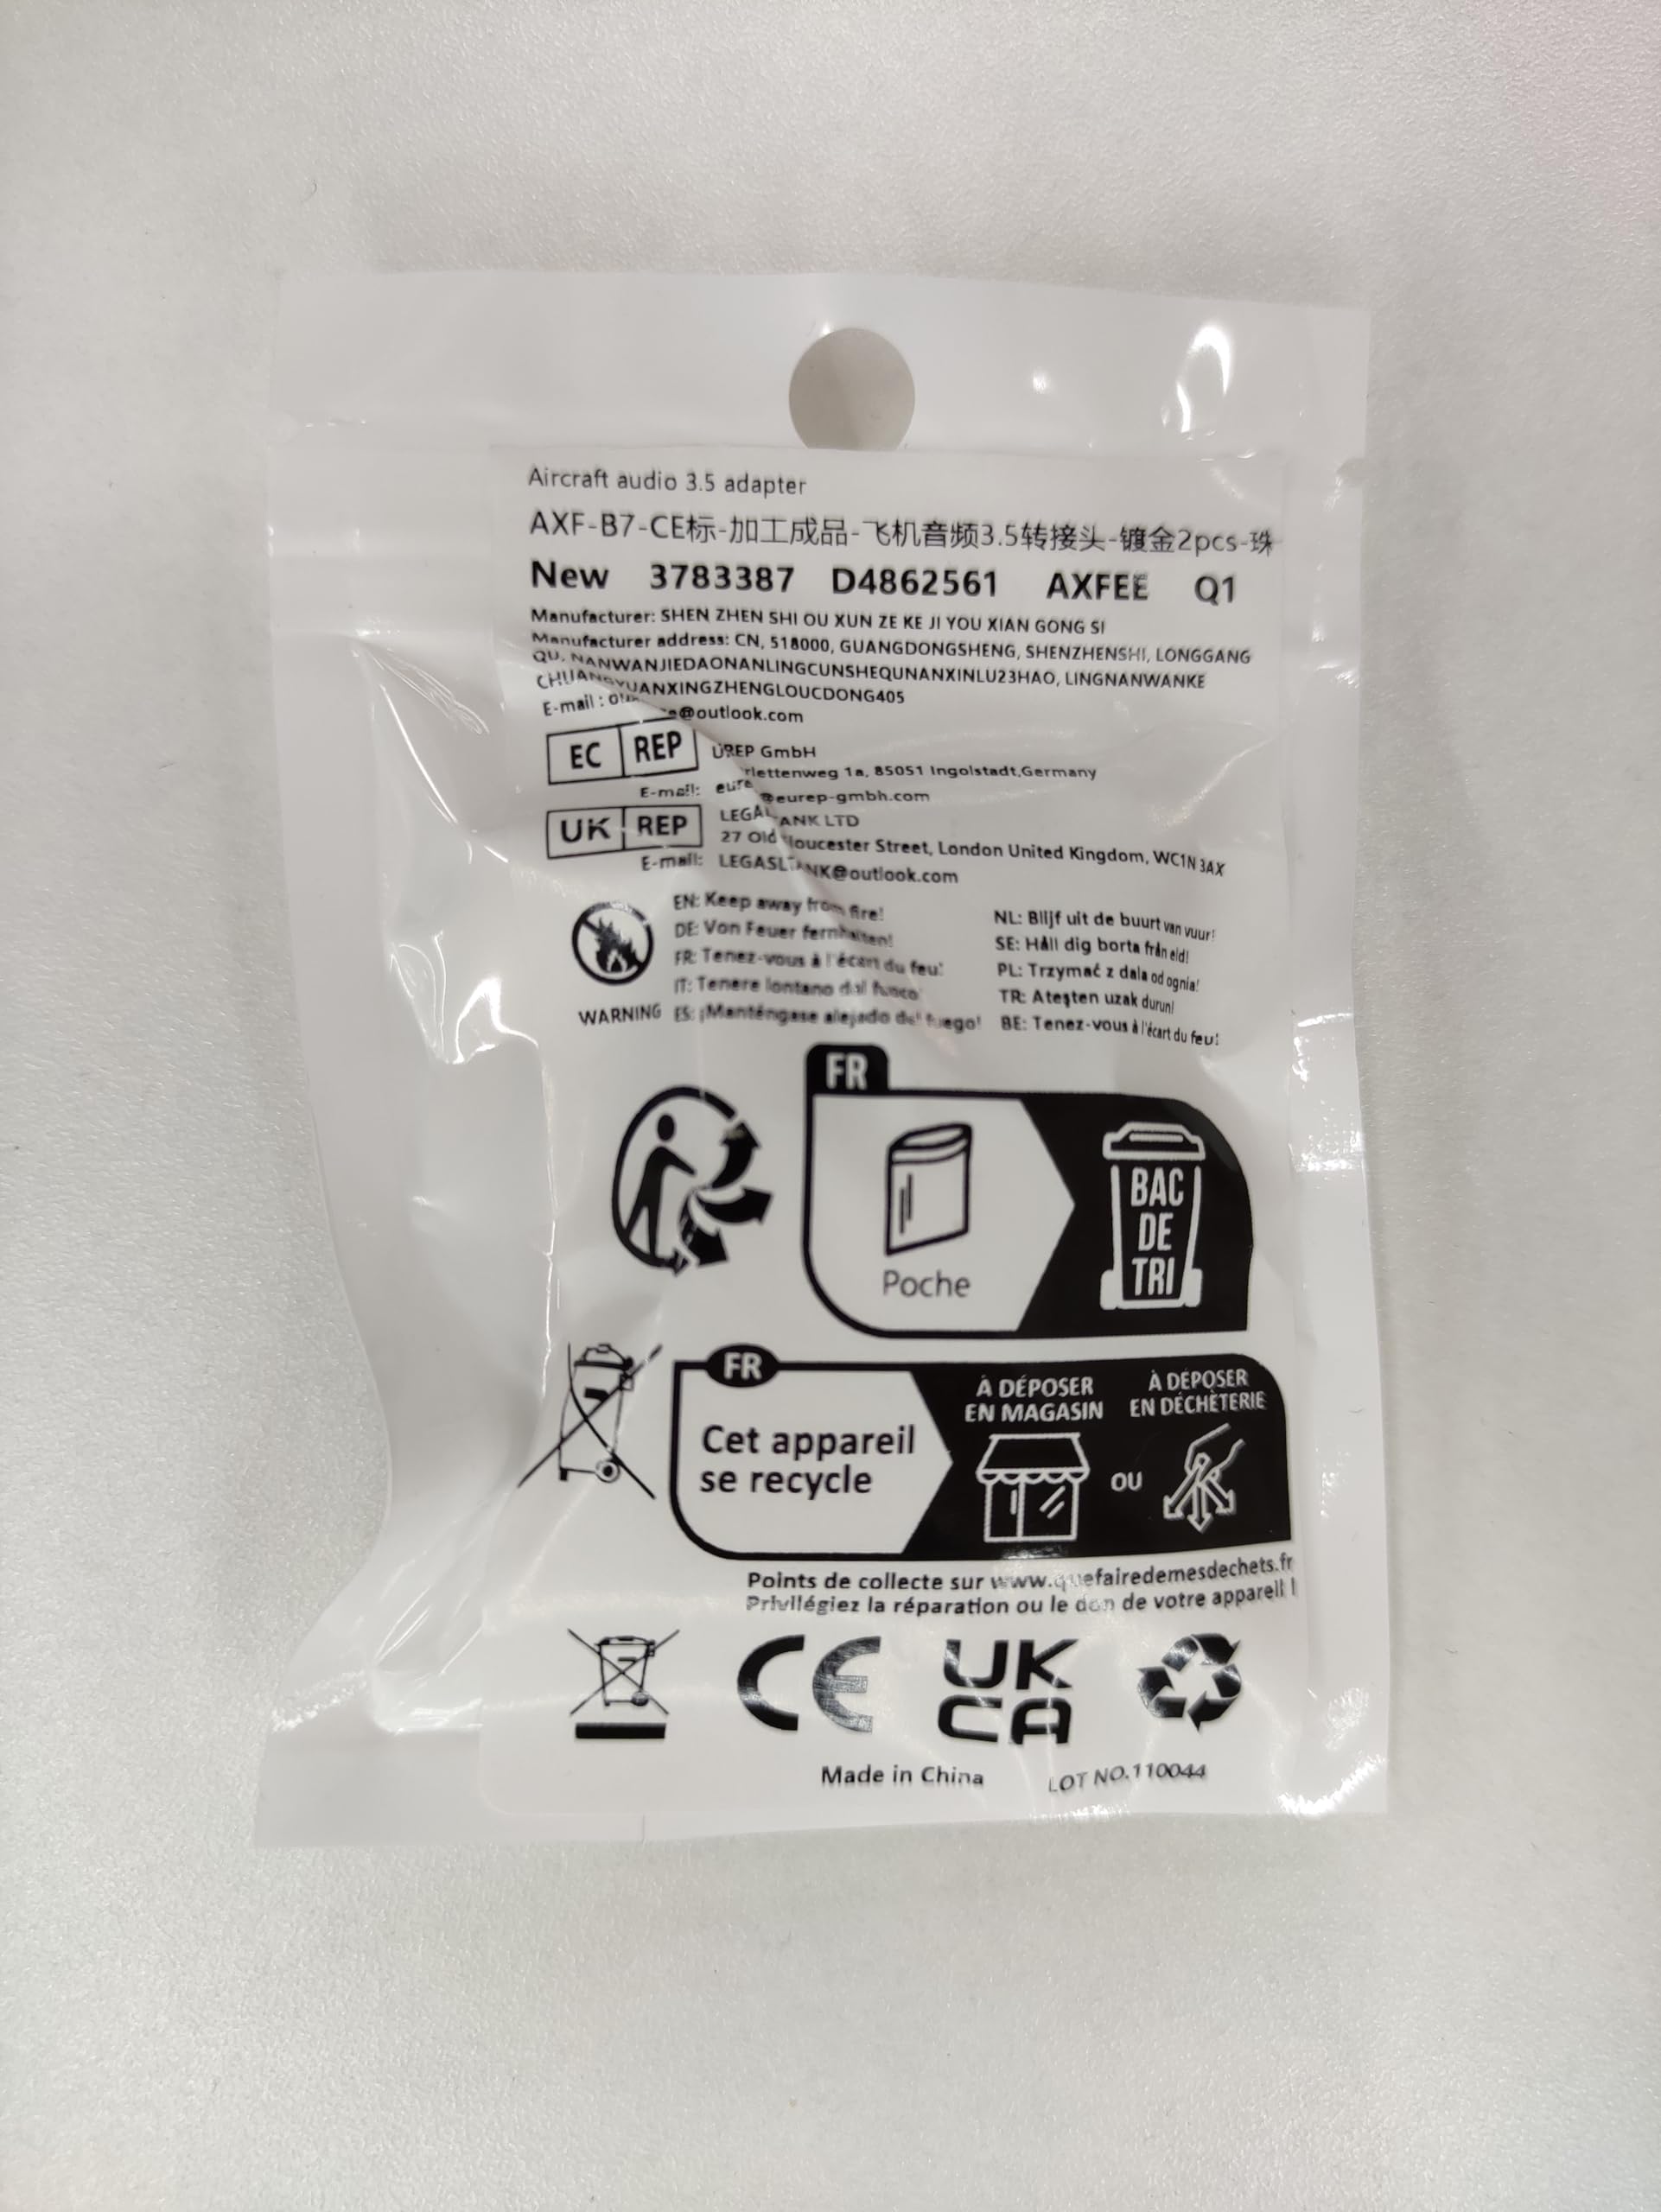 Aircraft audio 3.5 adapter
AXF-B7-CE标-加工成品-飞机音频3.5转接头-镀金2pcs-珠
New 3783387 D4862561 AXFEE Q1
Manufacturer: SHEN ZHEN SHI OU XUN ZE KE JI YOU XIAN GONG SI
Manufacturer address: CN, 518000, GUANGDONGSHENG, SHENZHENSHI, LONGGANG
QU, NANWANJIEDAONANLINGCUNSHEQUNANXINLU23HAO, LINGNANWANKE
CHUANGYUANXINGZHENGLOUCDONG405
E-mail : @outlook.com
EC REP
GmbH
1a, 85051 Ingolstadt,Germany
E-mail: @eurep-gmbh.com
UK REP
LTD
27 Old Gloucester Street, London United Kingdom, WC1N 3AX
E-mail: @outlook.com
EN: Keep away from fire!
DE: Von Feuer fernhalten!
FR: Tenez-vous à l'écart du feu!
IT: Tenere lontano dal fuoco
WARNING ES: ¡Manténgase alejado del fuego!
NL: Blijf uit de buurt van vuur!
SE: Håll dig borta från eld!
PL: Trzymać z dala od ognia!
TR: Ateşten uzak durun!
BE: Tenez-vous à l'écart du feu!
FR
Poche
BAC
DE
TRI
FR
Cet appareil
se recycle
À DÉPOSER
EN MAGASIN
OU
À DÉPOSER
EN DÉCHÈTERIE
Points de collecte sur www.quefairedemesdechets.fr
Privilégiez la réparation ou le don de votre appareil !
CE
UK
CA
Made in China LOT NO.110044